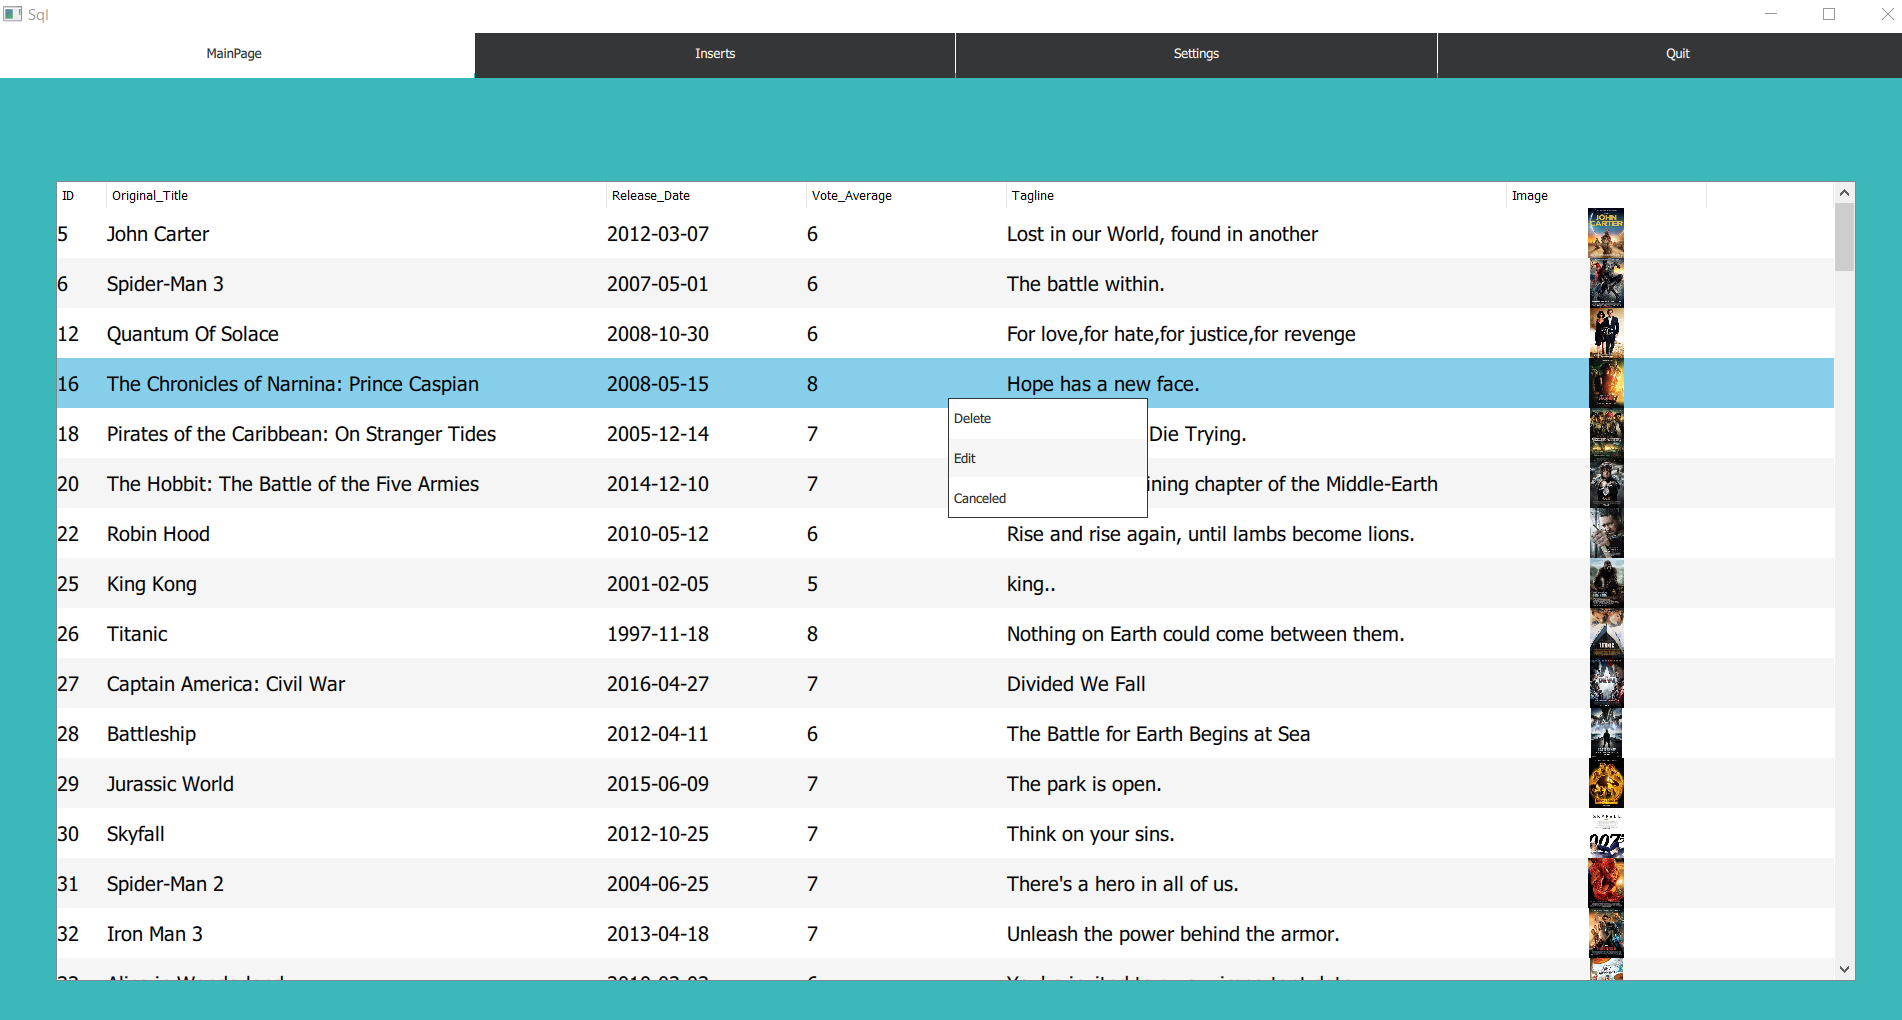 Sql
MainPage Inserts Settings Quit
ID Original_Title Release_Date Vote_Average Tagline Image
5 John Carter 2012-03-07 6 Lost in our World, found in another
JOHN CARTER
6 Spider-Man 3 2007-05-01 6 The battle within.
12 Quantum Of Solace 2008-10-30 6 For love,for hate,for justice,for revenge
16 The Chronicles of Narnina: Prince Caspian 2008-05-15 8 Hope has a new face.
Delete
18 Pirates of the Caribbean: On Stranger Tides 2005-12-14 7 Die Trying.
Edit
20 The Hobbit: The Battle of the Five Armies 2014-12-10 7 ining chapter of the Middle-Earth
Canceled
22 Robin Hood 2010-05-12 6 Rise and rise again, until lambs become lions.
25 King Kong 2001-02-05 5 king..
26 Titanic 1997-11-18 8 Nothing on Earth could come between them.
27 Captain America: Civil War 2016-04-27 7 Divided We Fall
28 Battleship 2012-04-11 6 The Battle for Earth Begins at Sea
29 Jurassic World 2015-06-09 7 The park is open.
30 Skyfall 2012-10-25 7 Think on your sins.
SKYFALL
007
31 Spider-Man 2 2004-06-25 7 There's a hero in all of us.
32 Iron Man 3 2013-04-18 7 Unleash the power behind the armor.